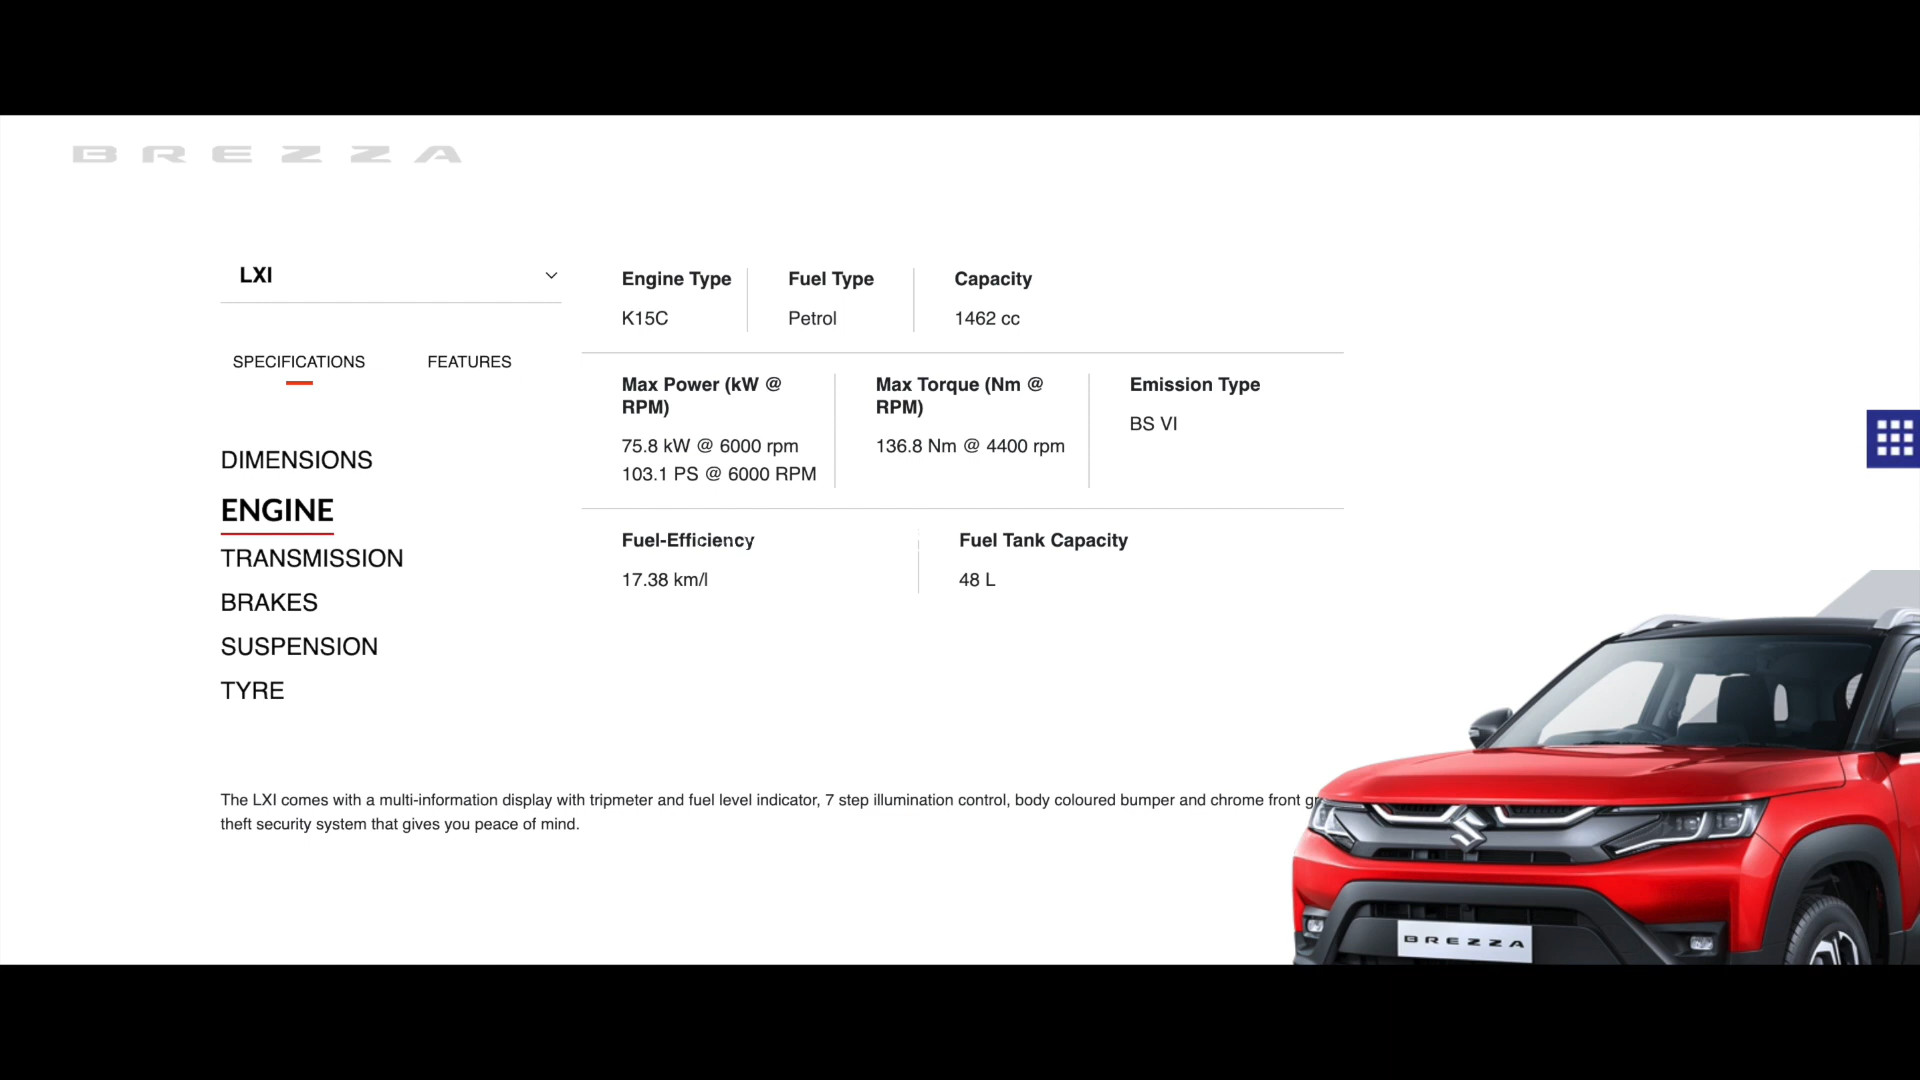 BREZZA
LXI
SPECIFICATIONS FEATURES
DIMENSIONS
ENGINE
TRANSMISSION
BRAKES
SUSPENSION
TYRE
Engine Type
K15C
Fuel Type
Petrol
Capacity
1462 cc
Max Power (kW @
RPM)
75.8 kW @ 6000 rpm
103.1 PS @ 6000 RPM
Max Torque (Nm @
RPM)
136.8 Nm @ 4400 rpm
Emission Type
BS VI
Fuel-Efficiency
17.38 km/l
Fuel Tank Capacity
48 L
The LXI comes with a multi-information display with tripmeter and fuel level indicator, 7 step illumination control, body coloured bumper and chrome front
theft security system that gives you peace of mind.
BREZZA